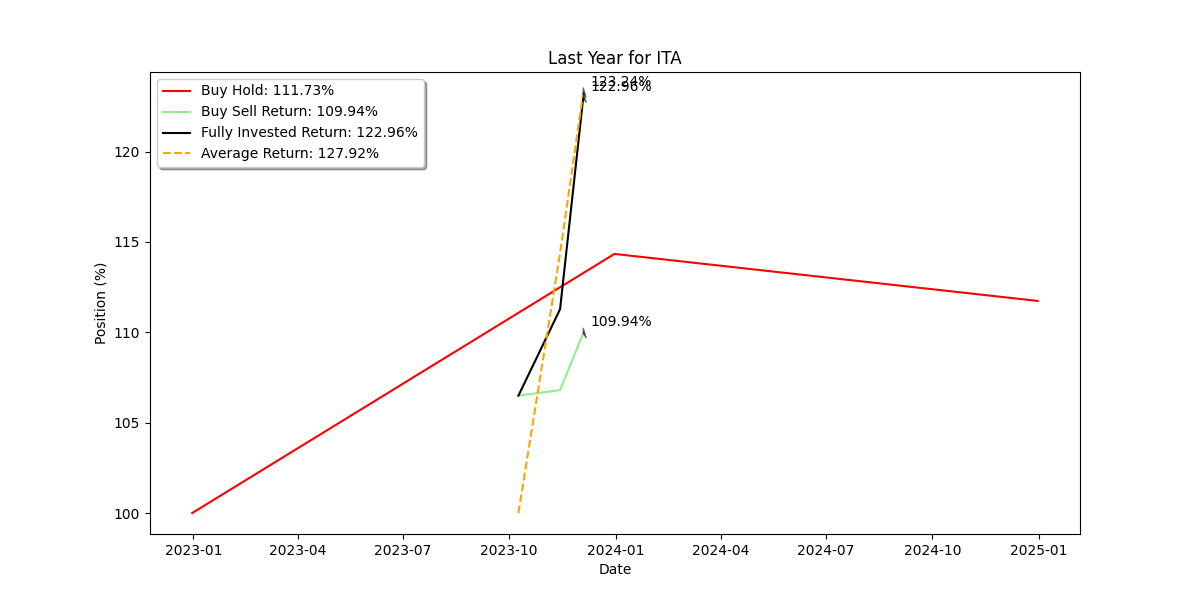 Last Year for ITA
Buy Hold: 111.73%
Buy Sell Return: 109.94%
Fully Invested Return: 122.96%
Average Return: 127.92%
123.24%
122.96%
109.94%
Position (%)
120
115
110
105
100
2023-01
2023-04
2023-07
2023-10
2024-01
2024-04
2024-07
2024-10
2025-01
Date